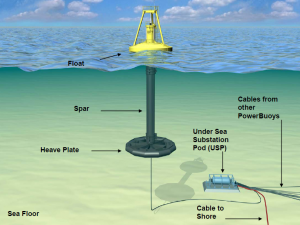 Float
Spar
Cables from
other
PowerBuoys
Under Sea
Substation
Pod (USP)
Heave Plate
Sea Floor
Cable to
Shore